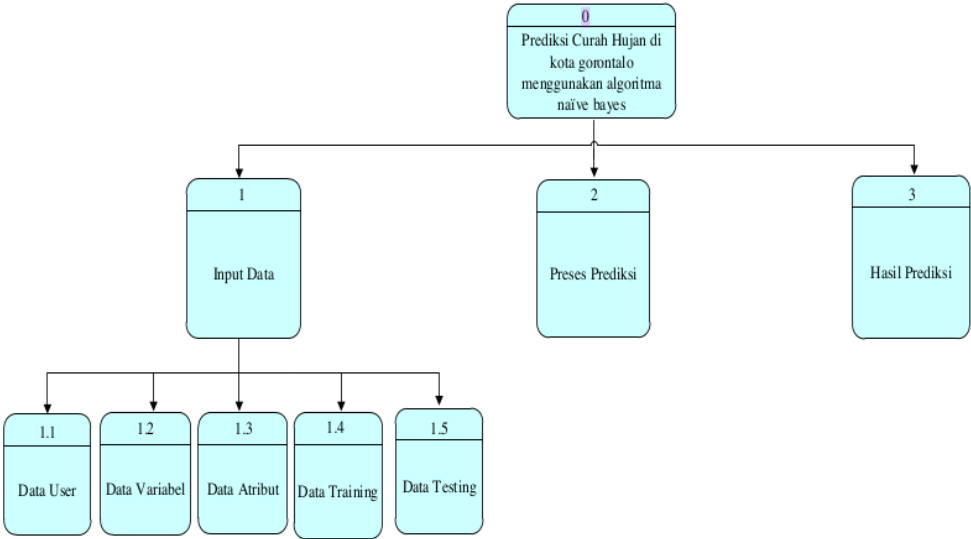 0
Prediksi Curah Hujan di
kota gorontalo
menggunakan algoritma
naïve bayes
1
Input Data
2
Preses Prediksi
3
Hasil Prediksi
1.1
Data User
1.2
Data Variabel
1.3
Data Atribut
1.4
Data Training
1.5
Data Testing